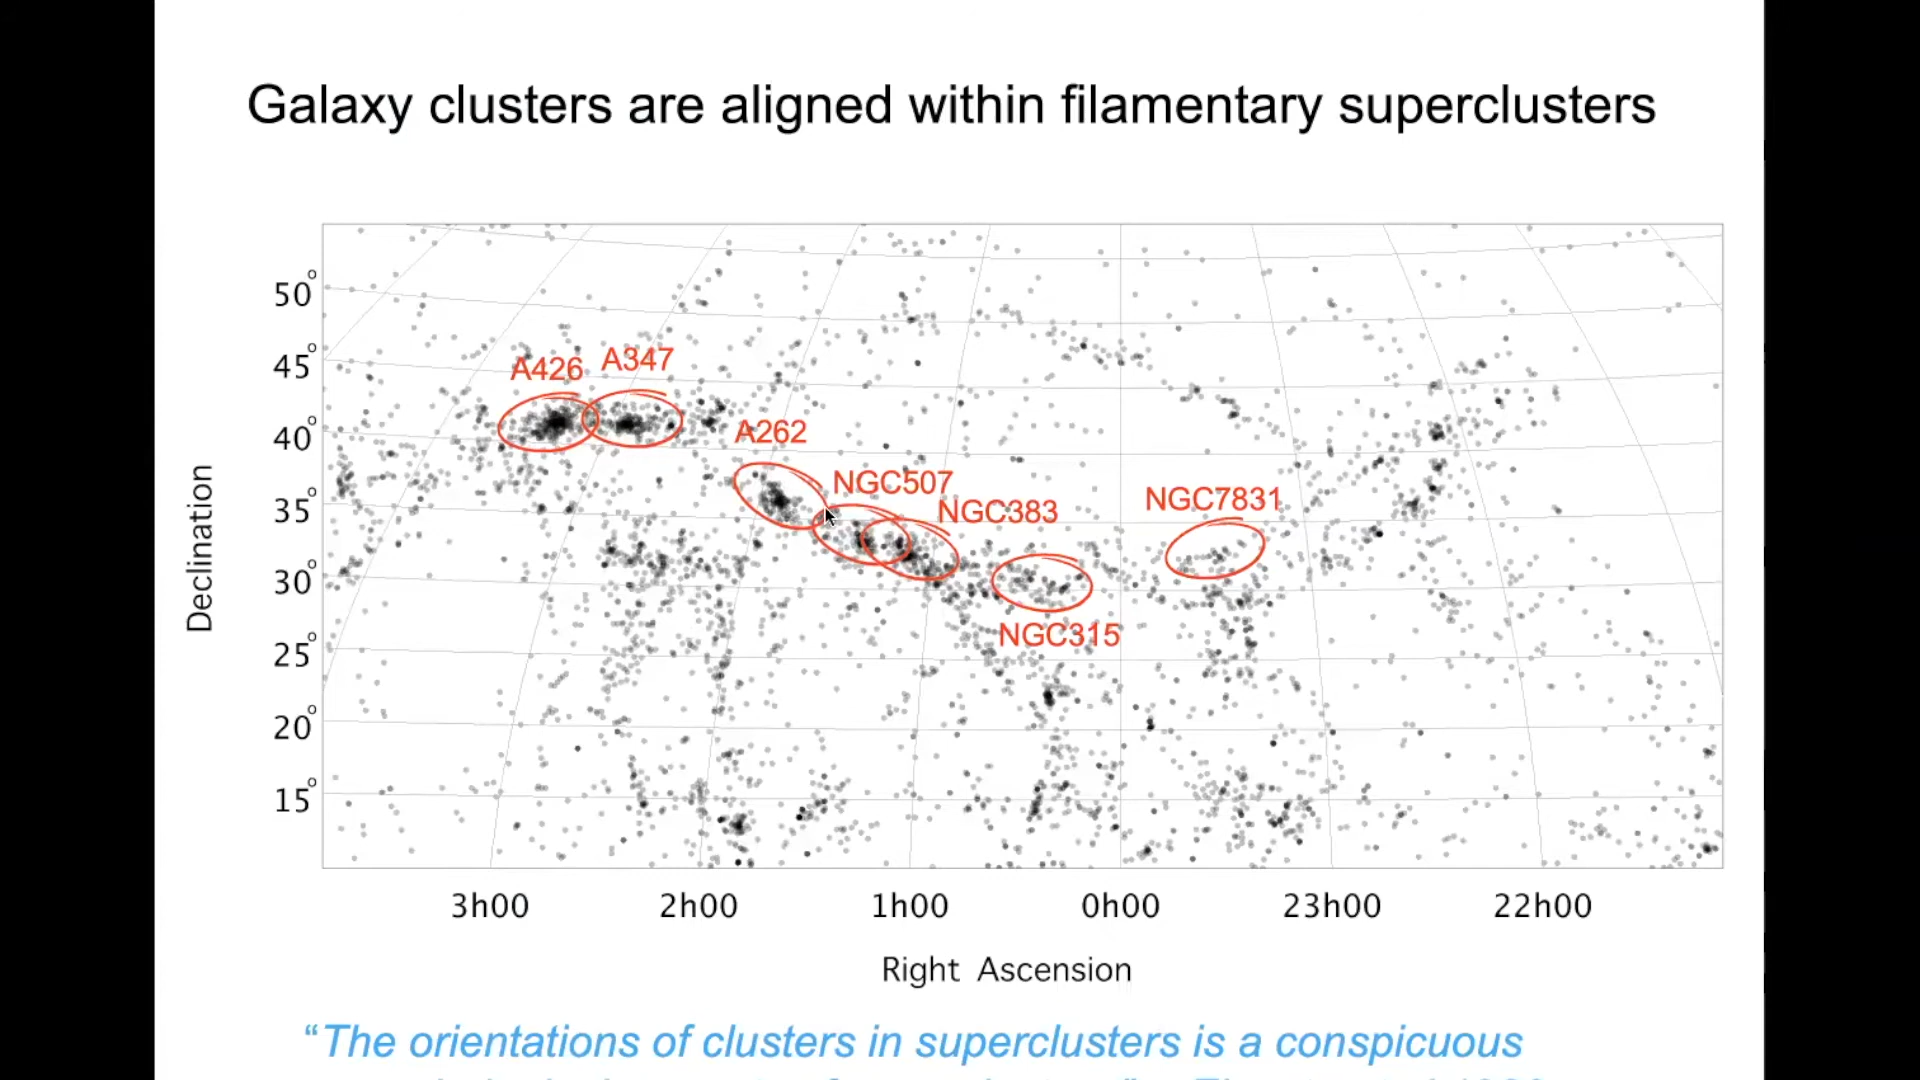 Galaxy clusters are aligned within filamentary superclusters
A426 A347
A262
NGC507
NGC383
NGC7831
NGC315
50°
45°
40°
35°
30°
25°
20°
15°
Declination
3h00 2h00 1h00 0h00 23h00 22h00
Right Ascension
“The orientations of clusters in superclusters is a conspicuous